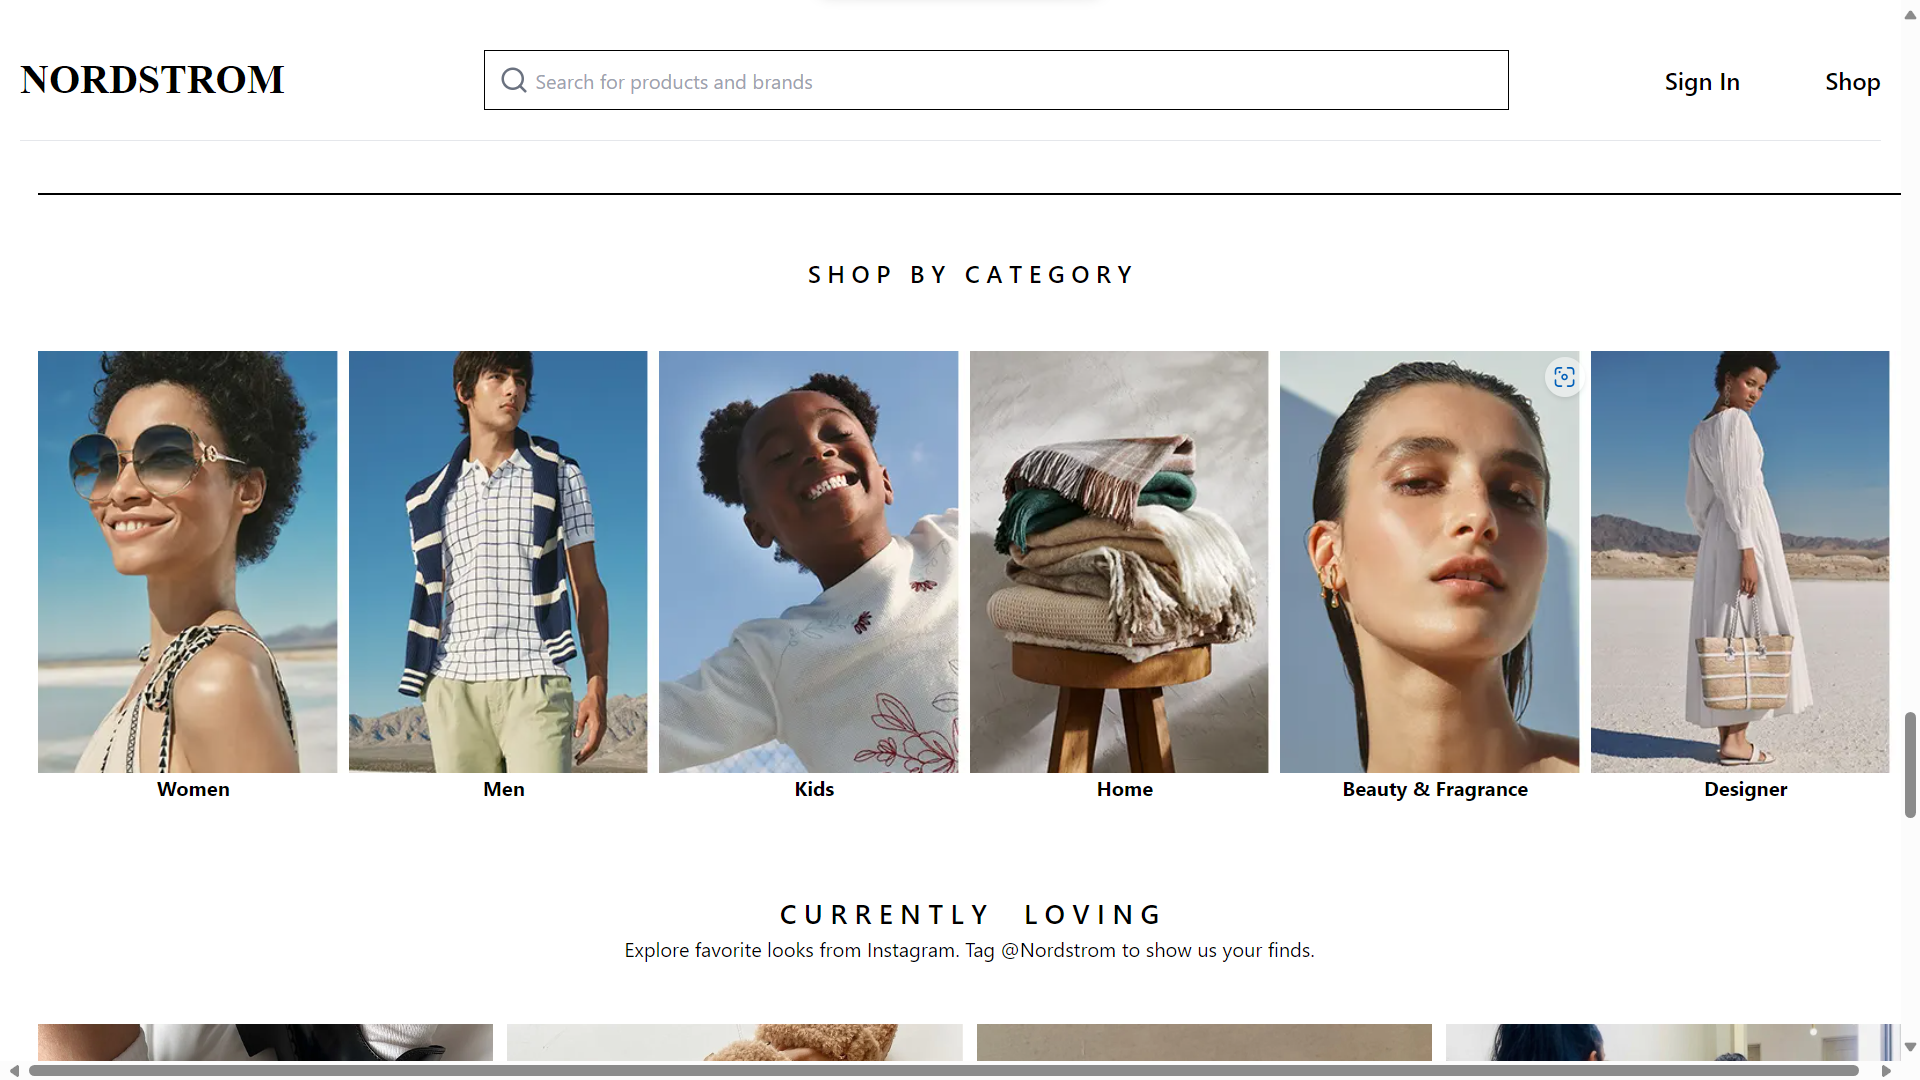 NORDSTROM
Search for products and brands
Sign In
Shop
SHOP BY CATEGORY
Women
Men
Kids
Home
Beauty & Fragrance
Designer
CURRENTLY LOVING
Explore favorite looks from Instagram. Tag @Nordstrom to show us your finds.